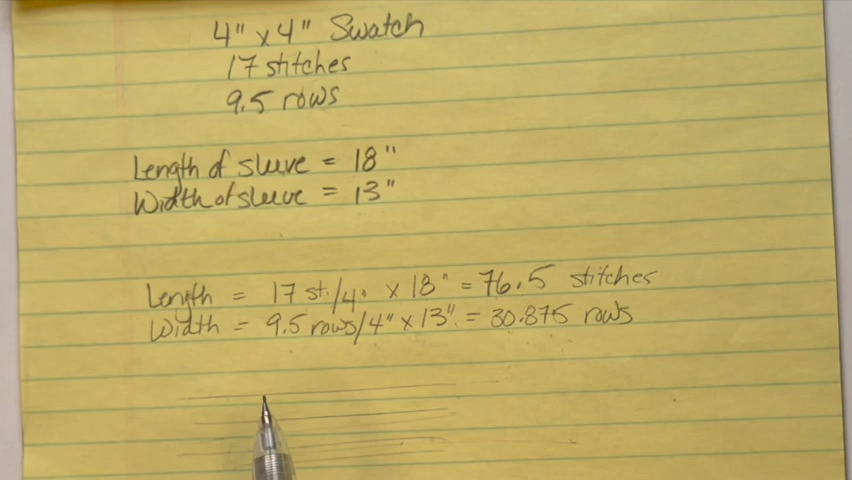 4" x 4" Swatch
17 stitches
9.5 rows
Length of sleeve = 18"
Width of sleeve = 13"
Length = 17 st./4" x 18" = 76.5 stitches
Width = 9.5 rows/4" x 13" = 30.875 rows